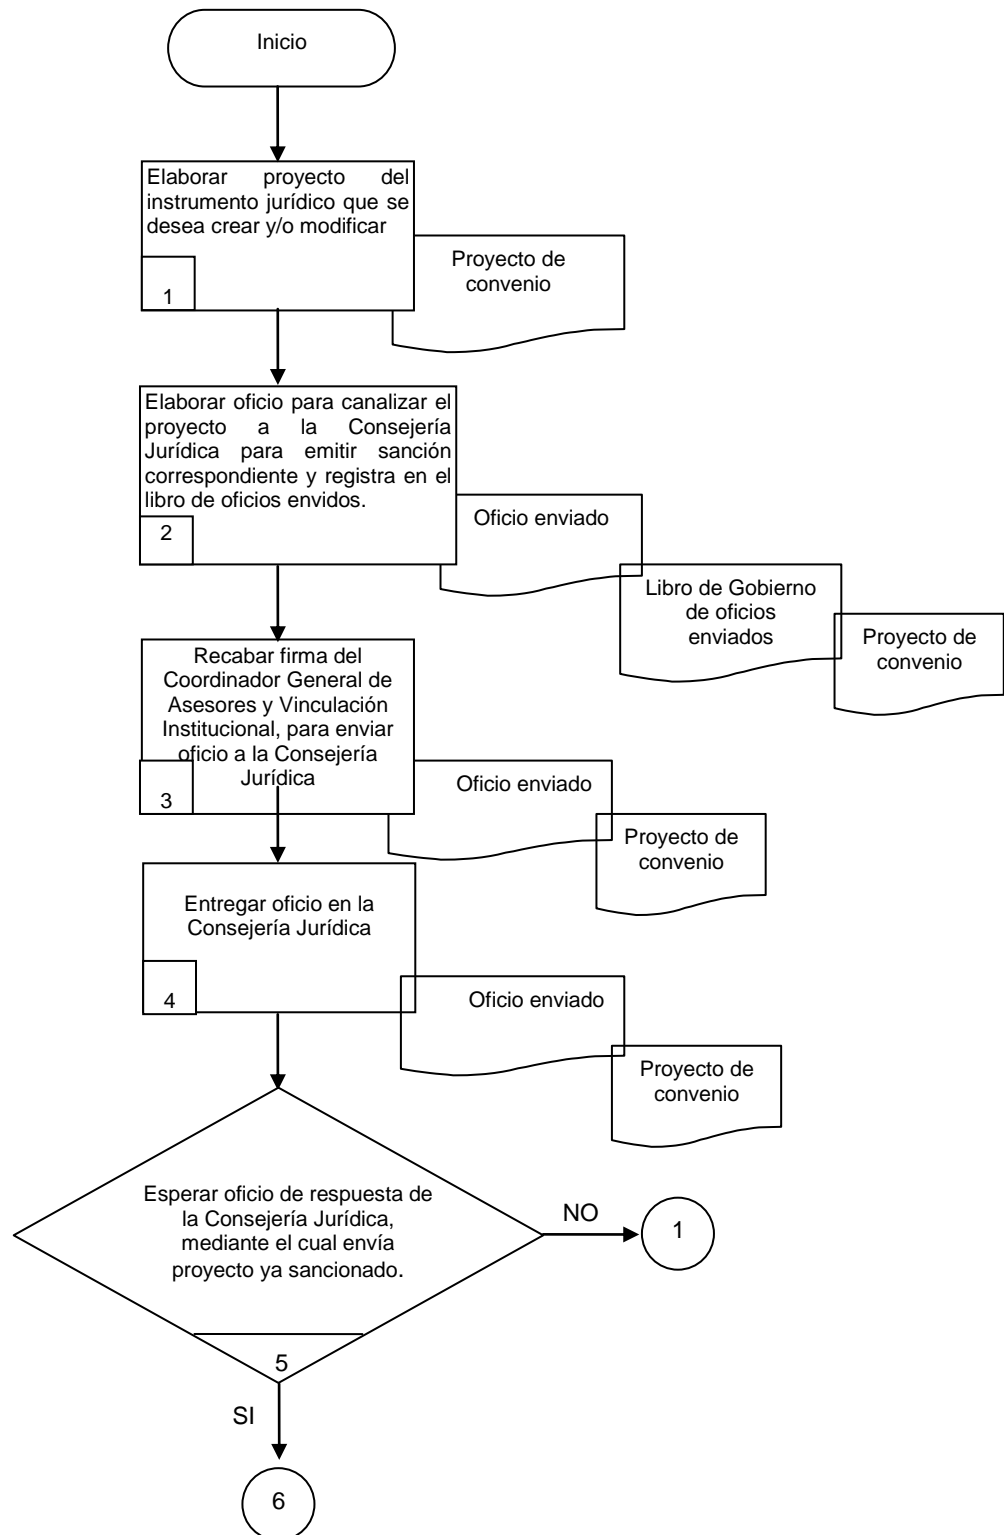 Inicio
Elaborar proyecto del
instrumento jurídico que se
desea crear y/o modificar
1
Proyecto de
convenio
Elaborar oficio para canalizar el
proyecto a la Consejería
Jurídica para emitir sanción
correspondiente y registra en el
libro de oficios envidos.
2
Oficio enviado
Libro de Gobierno
de oficios
enviados
Proyecto de
convenio
Recabar firma del
Coordinador General de
Asesores y Vinculación
Institucional, para enviar
oficio a la Consejería
Jurídica
3
Oficio enviado
Proyecto de
convenio
Entregar oficio en la
Consejería Jurídica
4
Oficio enviado
Proyecto de
convenio
Esperar oficio de respuesta de
la Consejería Jurídica,
mediante el cual envía
proyecto ya sancionado.
5
NO
1
SI
6